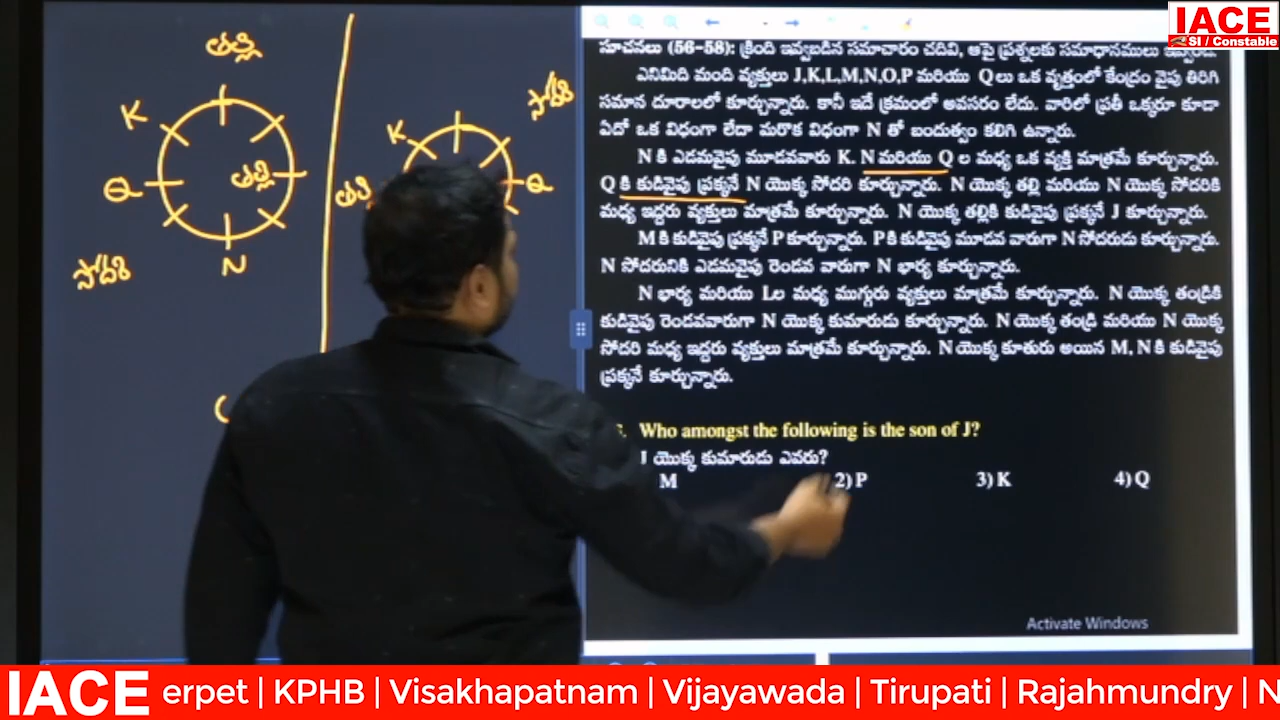 IACE
SI / Constable
తల్లి
K
Q
తల్లి
సోదరి
N
సోదరి
K
Q
సూచనలు (56-58): క్రింది ఇవ్వబడిన సమాచారం చదివి, ఆపై ప్రశ్నలకు సమాధానములు ఇవ్వండి.
ఎనిమిది మంది వ్యక్తులు J,K,L,M,N,O,P మరియు Qలు ఒక వృత్తంలో కేంద్రం వైపు తిరిగి
సమాన దూరాలలో కూర్చున్నారు. కానీ ఇదే క్రమంలో అవసరం లేదు. వారిలో ప్రతీ ఒక్కరూ కూడా
ఏదో ఒక విధంగా లేదా మరొక విధంగా N తో బంధుత్వం కలిగి ఉన్నారు.
N కి ఎడమవైపు మూడవవారు K. N మరియు Q ల మధ్య ఒక వ్యక్తి మాత్రమే కూర్చున్నారు.
Q కి కుడివైపు ప్రక్కనే N యొక్క సోదరి కూర్చున్నారు. N యొక్క తల్లి మరియు N యొక్క సోదరికి
మధ్య ఇద్దరు వ్యక్తులు మాత్రమే కూర్చున్నారు. N యొక్క తల్లికి కుడివైపు ప్రక్కనే J కూర్చున్నారు.
M కి కుడివైపు ప్రక్కనే P కూర్చున్నారు. P కి కుడివైపు మూడవ వారుగా N సోదరుడు కూర్చున్నారు.
N సోదరునికి ఎడమవైపు రెండవ వారుగా N భార్య కూర్చున్నారు.
N భార్య మరియు Lల మధ్య ముగ్గురు వ్యక్తులు మాత్రమే కూర్చున్నారు. N యొక్క తండ్రికి
కుడివైపు రెండవవారుగా N యొక్క కుమారుడు కూర్చున్నారు. N యొక్క తండ్రి మరియు N యొక్క
సోదరి మధ్య ఇద్దరు వ్యక్తులు మాత్రమే కూర్చున్నారు. N యొక్క కూతురు అయిన M, N కి కుడివైపు
ప్రక్కనే కూర్చున్నారు.
Who amongst the following is the son of J?
J యొక్క కుమారుడు ఎవరు?
M 2) P 3) K 4) Q
Activate Windows
IACE erpet | KPHB | Visakhapatnam | Vijayawada | Tirupati | Rajahmundry | N